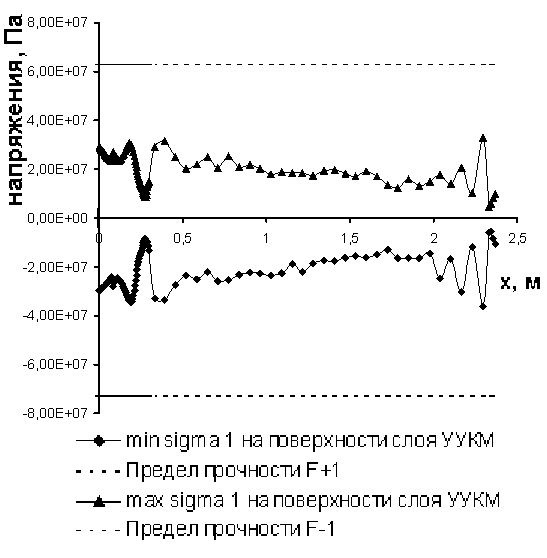 напряжения, Па
8,00E+07
6,00E+07
4,00E+07
2,00E+07
0,00E+00
-2,00E+07
-4,00E+07
-6,00E+07
-8,00E+07
0
0,5
1
1,5
2
2,5
х, м
min sigma 1 на поверхности слоя УУКМ
Предел прочности F+1
max sigma 1 на поверхности слоя УУКМ
Предел прочности F-1